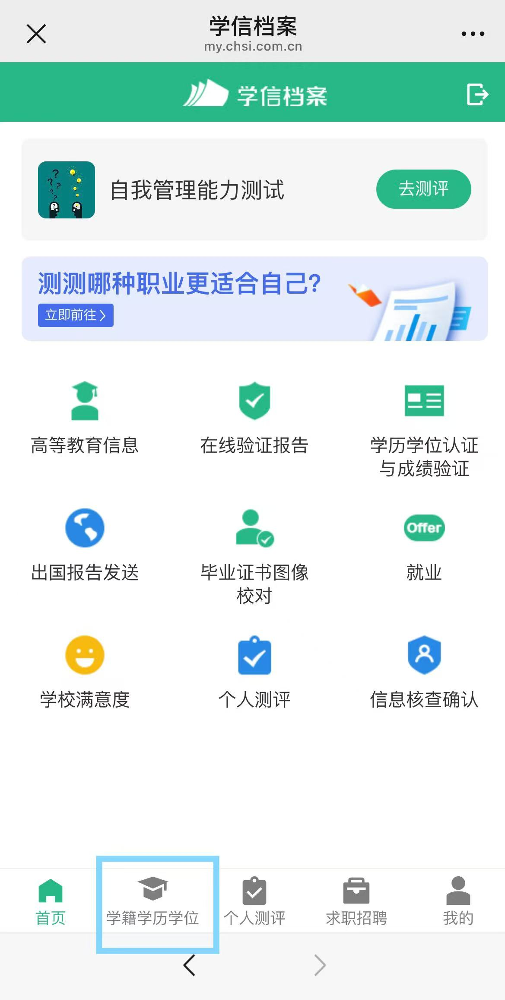 学信档案
my.chsi.com.cn
学信档案
自我管理能力测试
去测评
测测哪种职业更适合自己?
立即前往
高等教育信息
在线验证报告
学历学位认证
与成绩验证
出国报告发送
毕业证书图像
校对
Offer
就业
学校满意度
个人测评
信息核查确认
首页
学籍学历学位
个人测评
求职招聘
我的